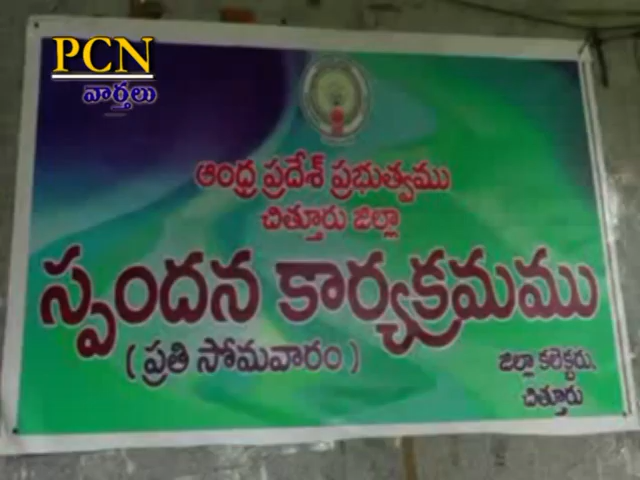 PCN
వార్తలు
ఆంధ్ర ప్రదేశ్ ప్రభుత్వము
చిత్తూరు జిల్లా
స్పందన కార్యక్రమము
( ప్రతి సోమవారం )
జిల్లా కలెక్టరు,
చిత్తూరు